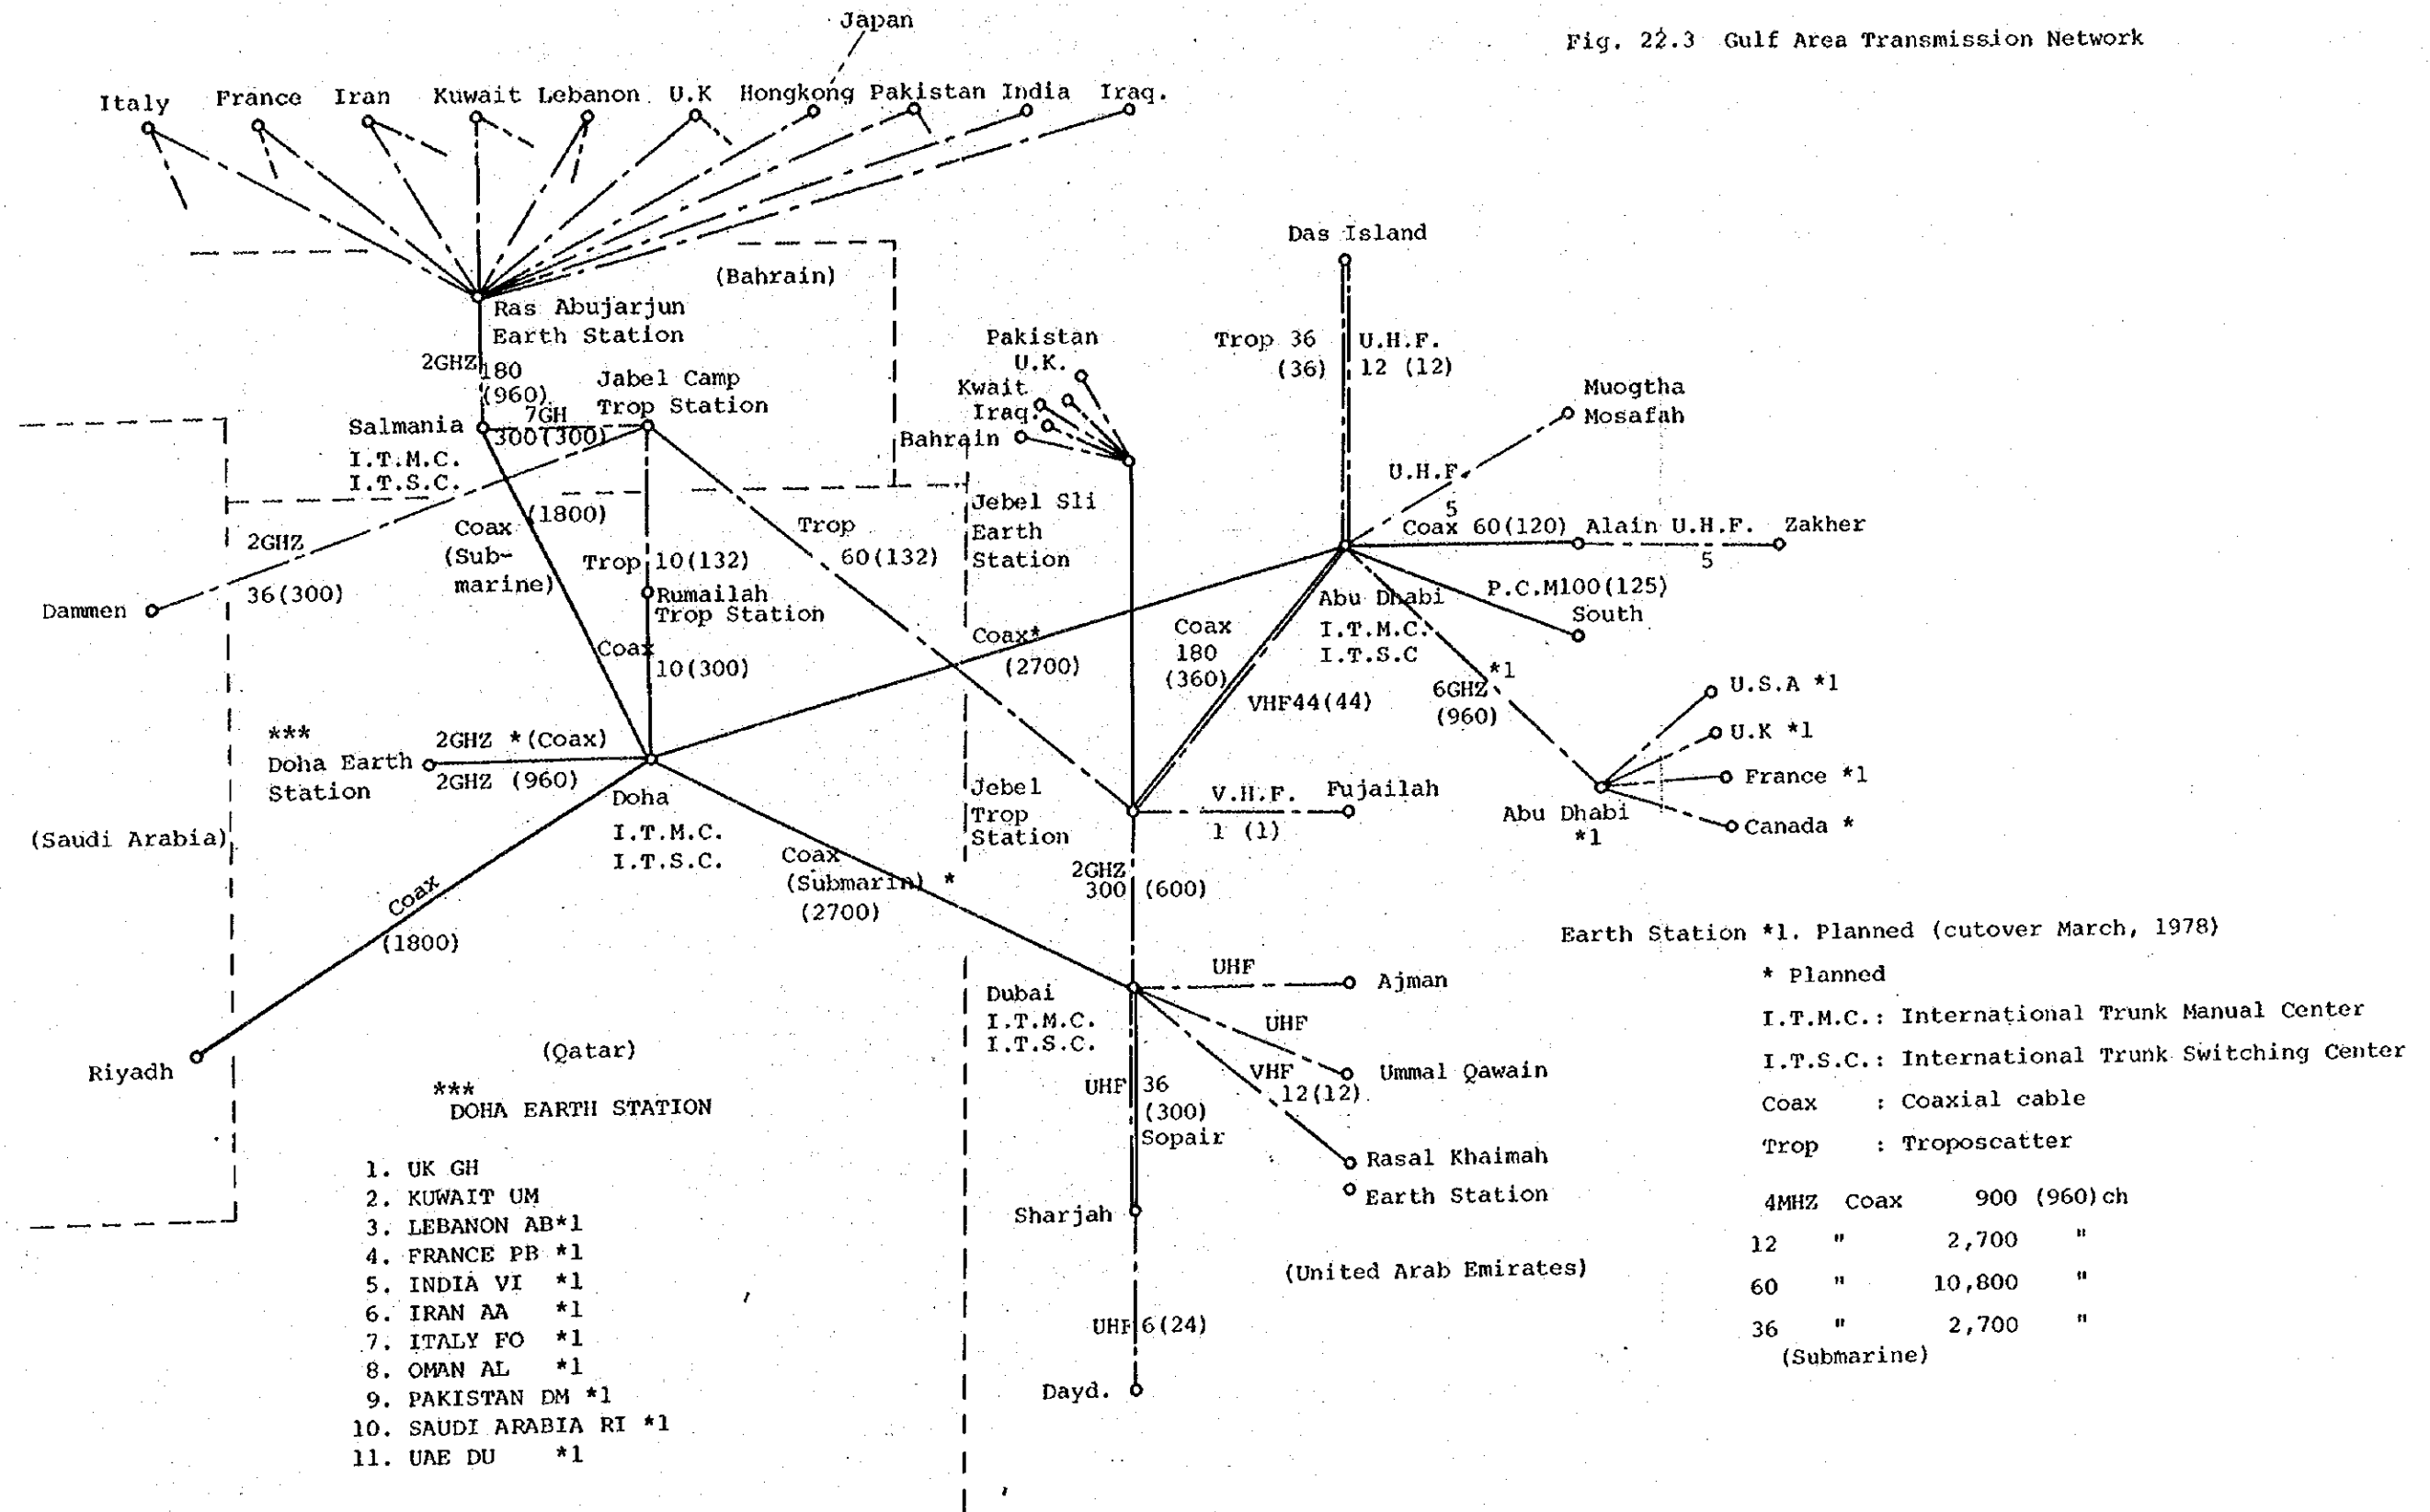 Fig. 22.3 Gulf Area Transmission Network
Japan
Italy France Iran Kuwait Lebanon U.K Hongkong Pakistan India Iraq.
(Bahrain)
Ras Abujarjun
Earth Station
2GHZ
180
(960)
Jabel Camp
Trop Station
7GH
300(300)
Salmania
I.T.M.C.
I.T.S.C.
(1800)
Coax
(Sub-
marine)
2GHZ
36(300)
Dammen
Trop 10(132)
Rumailah
Trop Station
Coax
10(300)
Trop
60(132)
Pakistan
U.K.
Kwait
Iraq.
Bahrain
Jebel Sli
Earth
Station
Das Island
Trop 36
(36)
U.H.F.
12 (12)
Muogtha
Mosafah
U.H.F.
5
Coax 60(120) Alain U.H.F. Zakher
5
P.C.M100(125)
South
Abu Dhabi
I.T.M.C.
I.T.S.C
Coax*
(2700)
Coax
180
(360)
VHF44(44)
*1
6GHZ
(960)
U.S.A *1
U.K *1
France *1
Canada *
Abu Dhabi
*1
***
Doha Earth
Station
2GHZ *(Coax)
2GHZ (960)
Doha
I.T.M.C.
I.T.S.C.
(Saudi Arabia)
Coax
(1800)
Riyadh
Coax
(Submarin) *
(2700)
Jebel
Trop
Station
V.H.F.
1 (1)
Fujailah
2GHZ
300 (600)
Dubai
I.T.M.C.
I.T.S.C.
UHF
Ajman
UHF
Ummal Qawain
VHF
12(12)
Rasal Khaimah
Earth Station
UHF 36
(300)
Sopair
Sharjah
UHF 6(24)
Dayd.
(United Arab Emirates)
(Qatar)
***
DOHA EARTH STATION
1. UK GH
2. KUWAIT UM
3. LEBANON AB*1
4. FRANCE PB *1
5. INDIA VI *1
6. IRAN AA *1
7. ITALY FO *1
8. OMAN AL *1
9. PAKISTAN DM *1
10. SAUDI ARABIA RI *1
11. UAE DU *1
Earth Station *1. Planned (cutover March, 1978)
* Planned
I.T.M.C.: International Trunk Manual Center
I.T.S.C.: International Trunk Switching Center
Coax : Coaxial cable
Trop : Troposcatter
4MHZ Coax 900 (960)ch
12 " 2,700 "
60 " 10,800 "
36 " 2,700 "
(Submarine)